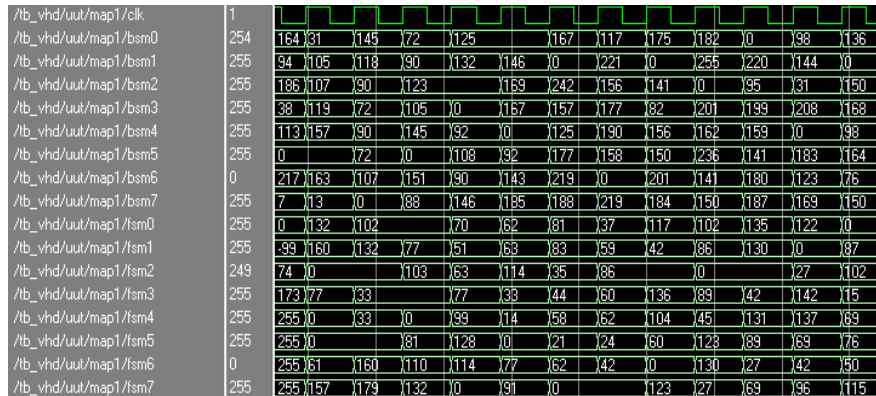 /tb_vhd/uut/map1/clk 1
/tb_vhd/uut/map1/bsm0 254 164 31 145 72 125 167 117 175 182 0 98 136
/tb_vhd/uut/map1/bsm1 255 94 105 118 90 132 146 0 221 0 255 220 144 0
/tb_vhd/uut/map1/bsm2 255 186 107 90 123 169 242 156 141 0 95 31 150
/tb_vhd/uut/map1/bsm3 255 38 119 72 105 0 167 157 177 82 201 199 208 168
/tb_vhd/uut/map1/bsm4 255 113 157 90 145 92 0 125 190 156 162 159 0 98
/tb_vhd/uut/map1/bsm5 255 0 72 0 108 92 177 158 150 236 141 183 164
/tb_vhd/uut/map1/bsm6 0 217 163 107 151 90 143 219 0 201 141 180 123 76
/tb_vhd/uut/map1/bsm7 255 7 13 0 88 146 185 188 219 184 150 187 169 150
/tb_vhd/uut/map1/fsm0 255 0 132 102 70 62 81 37 117 102 135 122 0
/tb_vhd/uut/map1/fsm1 255 -99 160 132 77 51 63 83 59 42 86 130 0 87
/tb_vhd/uut/map1/fsm2 249 74 0 103 63 114 35 86 0 27 102
/tb_vhd/uut/map1/fsm3 255 173 77 33 77 33 44 60 136 89 42 142 15
/tb_vhd/uut/map1/fsm4 255 255 0 33 0 99 14 58 62 104 45 131 137 69
/tb_vhd/uut/map1/fsm5 255 255 0 81 128 0 21 24 60 123 89 69 76
/tb_vhd/uut/map1/fsm6 0 255 61 160 110 114 77 62 42 0 130 27 42 50
/tb_vhd/uut/map1/fsm7 255 255 157 179 132 0 91 0 123 27 69 96 115